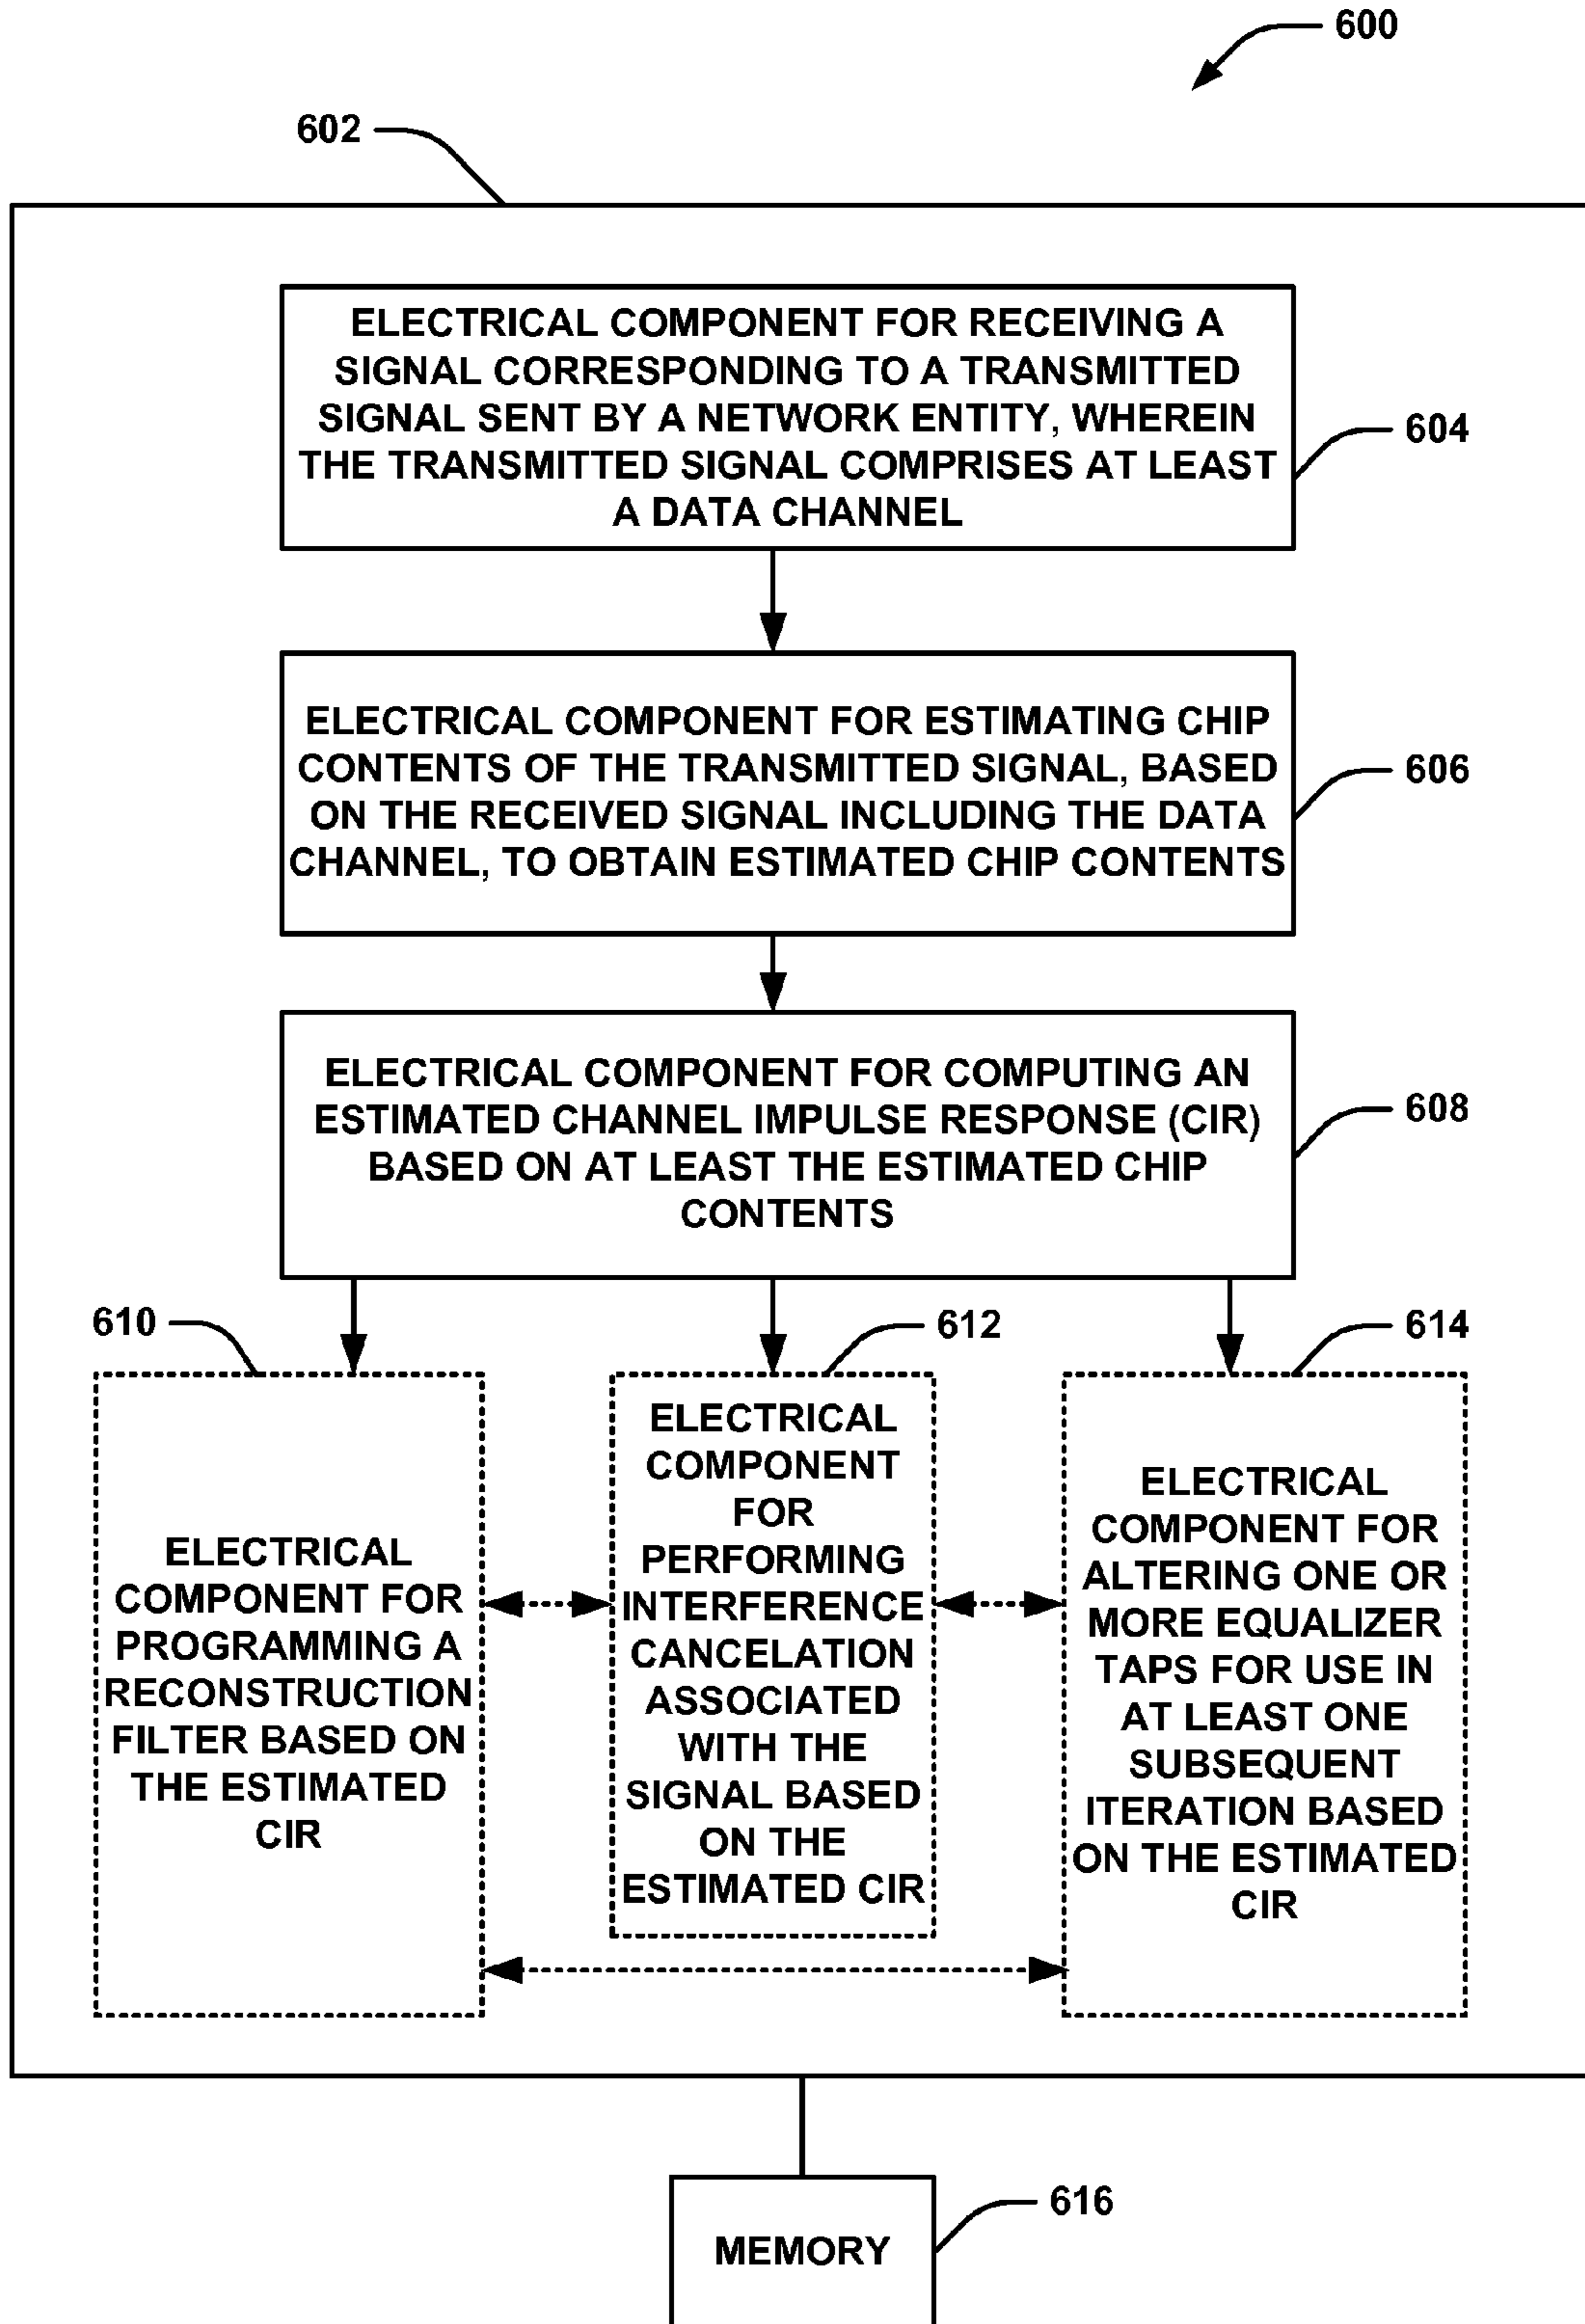 600
602
ELECTRICAL COMPONENT FOR RECEIVING A
SIGNAL CORRESPONDING TO A TRANSMITTED
SIGNAL SENT BY A NETWORK ENTITY, WHEREIN
THE TRANSMITTED SIGNAL COMPRISES AT LEAST
A DATA CHANNEL
604
ELECTRICAL COMPONENT FOR ESTIMATING CHIP
CONTENTS OF THE TRANSMITTED SIGNAL, BASED
ON THE RECEIVED SIGNAL INCLUDING THE DATA
CHANNEL, TO OBTAIN ESTIMATED CHIP CONTENTS
606
ELECTRICAL COMPONENT FOR COMPUTING AN
ESTIMATED CHANNEL IMPULSE RESPONSE (CIR)
BASED ON AT LEAST THE ESTIMATED CHIP
CONTENTS
608
610
ELECTRICAL
COMPONENT FOR
PROGRAMMING A
RECONSTRUCTION
FILTER BASED ON
THE ESTIMATED
CIR
612
ELECTRICAL
COMPONENT
FOR
PERFORMING
INTERFERENCE
CANCELATION
ASSOCIATED
WITH THE
SIGNAL BASED
ON THE
ESTIMATED CIR
614
ELECTRICAL
COMPONENT FOR
ALTERING ONE OR
MORE EQUALIZER
TAPS FOR USE IN
AT LEAST ONE
SUBSEQUENT
ITERATION BASED
ON THE ESTIMATED
CIR
616
MEMORY